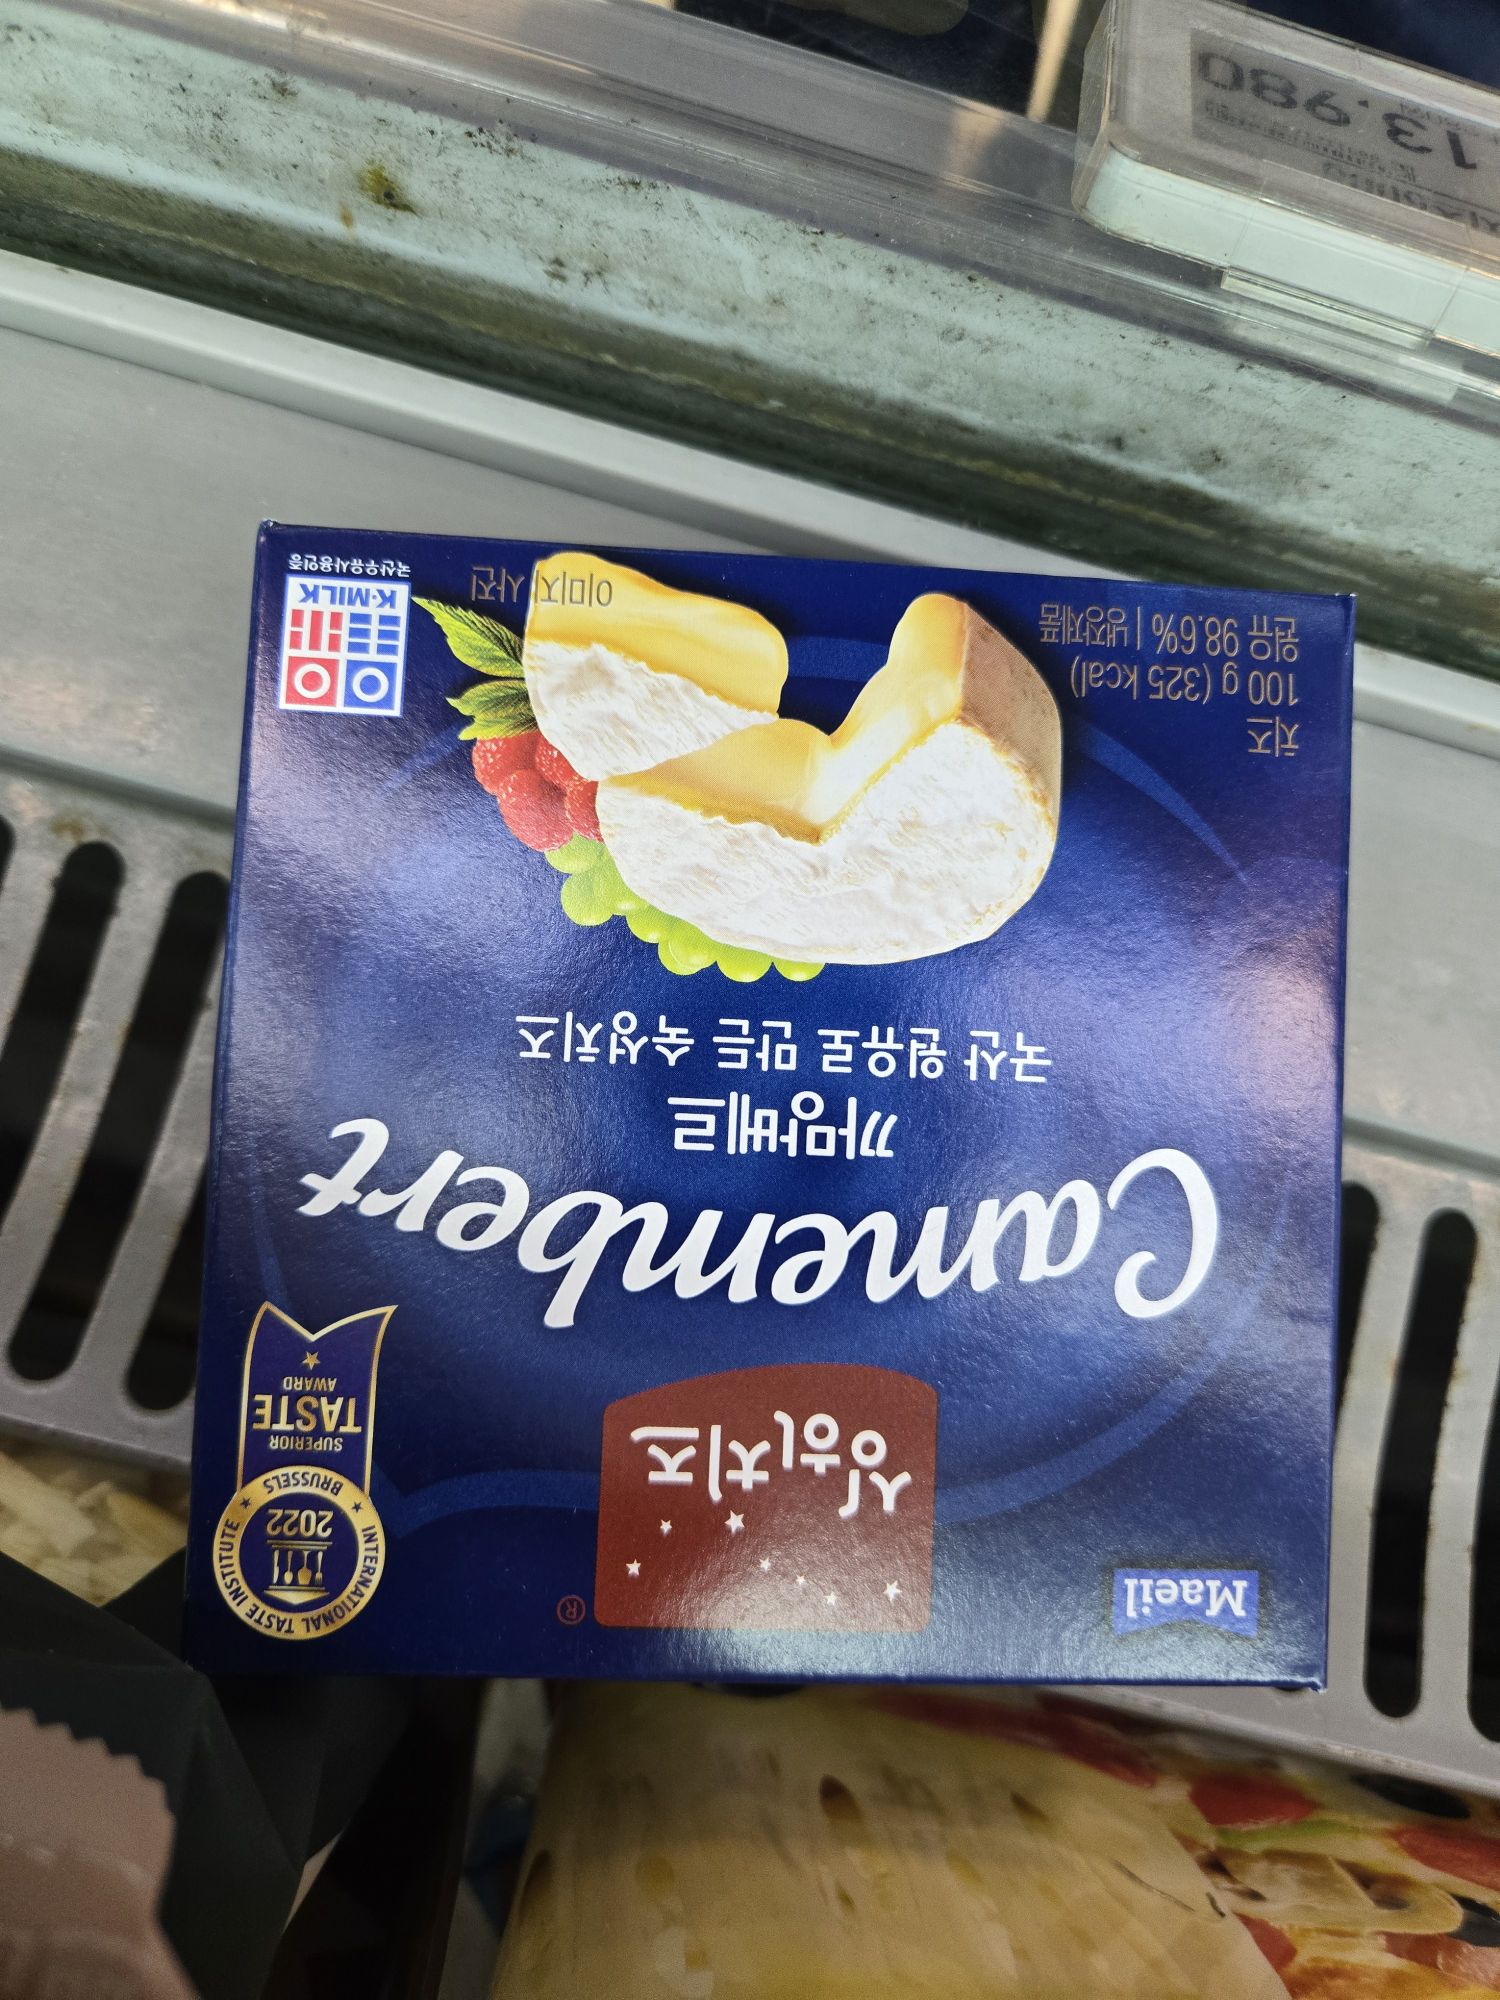 Maeil
상하치즈
®
INTERNATIONAL TASTE INSTITUTE
★ BRUSSELS ★
2022
SUPERIOR
TASTE
AWARD
Camembert
까망베르
국산 원유로 만든 숙성치즈
치즈
100 g (325 kcal)
원유 98.6% | 냉장제품
이미지 사진
K·MILK
국산우유사용인증
13,980